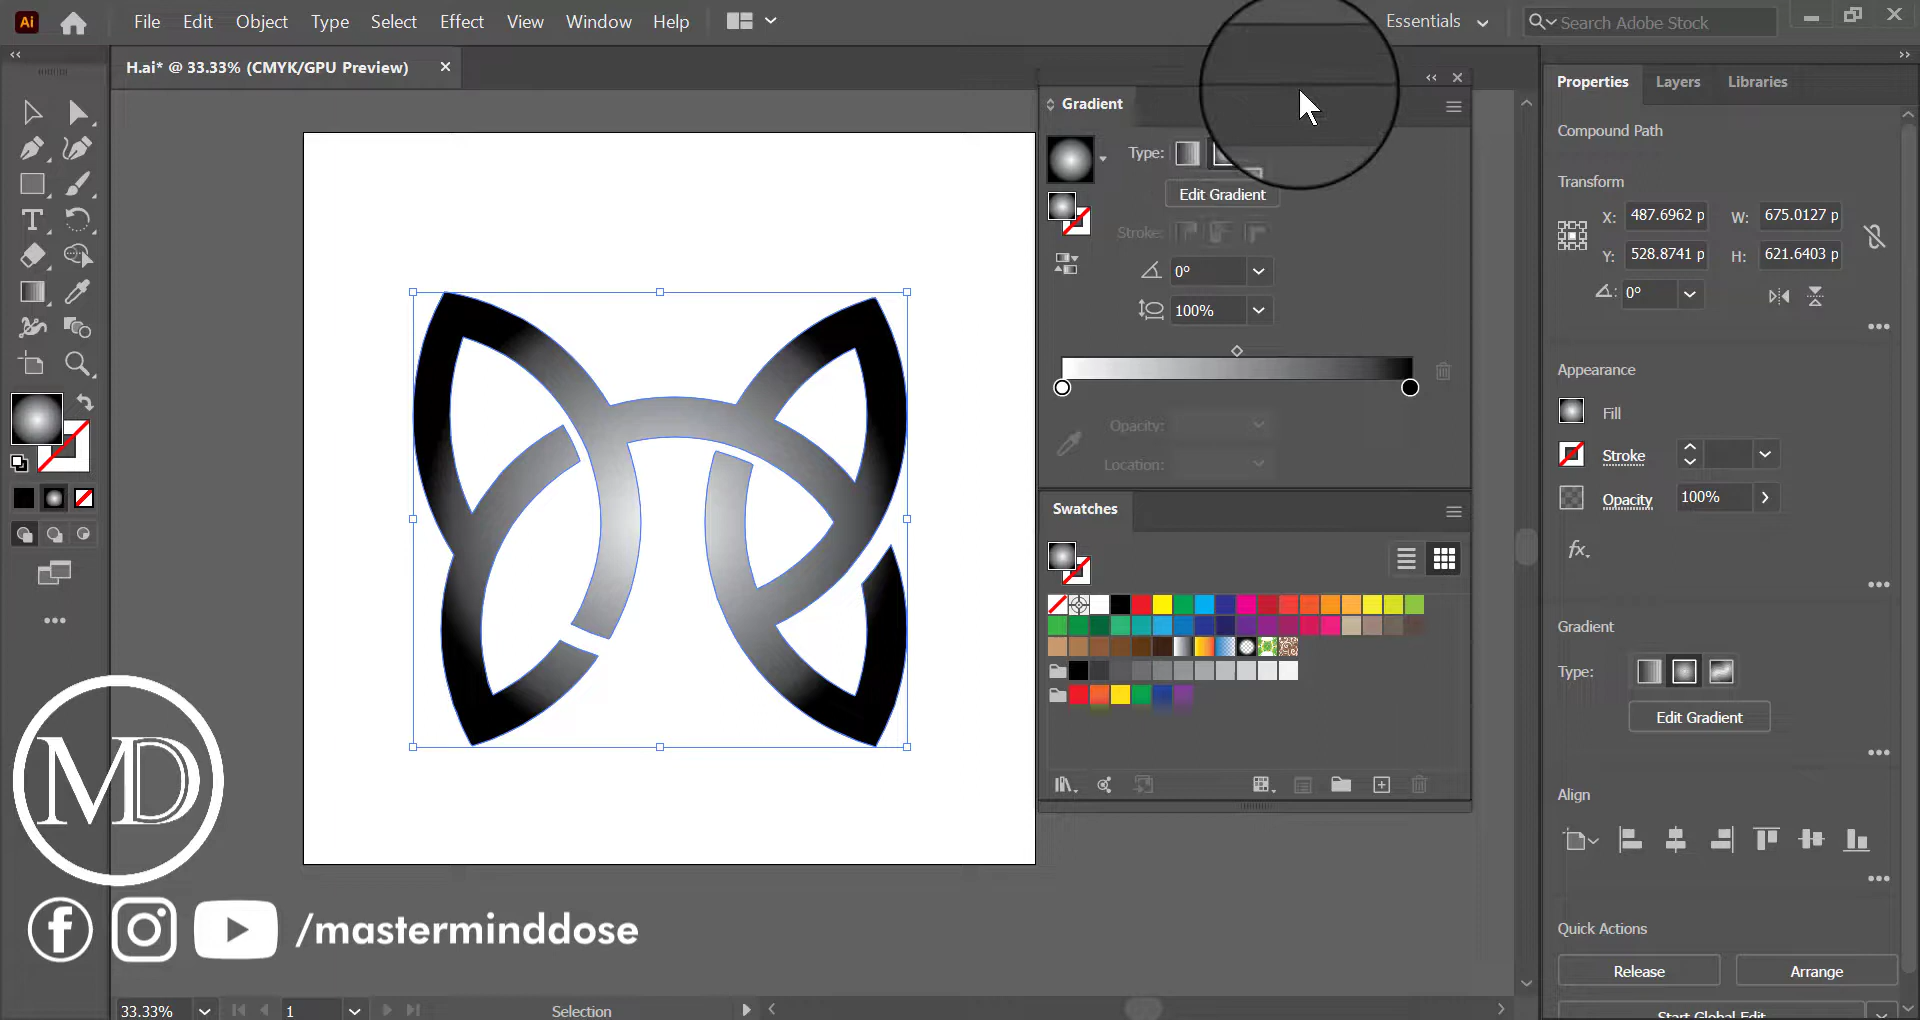 Ai File Edit Object Type Select Effect View Window Help Essentials Search Adobe Stock
H.ai* @ 33.33% (CMYK/GPU Preview)
Gradient
Type:
Edit Gradient
Stroke:
0°
100%
Opacity:
Location:
Swatches
Properties Layers Libraries
Compound Path
Transform
X: 487.6962 p W: 675.0127 p
Y: 528.8741 p H: 621.6403 p
0°
Appearance
Fill
Stroke
Opacity 100%
fx.
Gradient
Type:
Edit Gradient
Align
Quick Actions
Release Arrange
Start Global Edit
T
MD
/masterminddose
33.33% 1 Selection